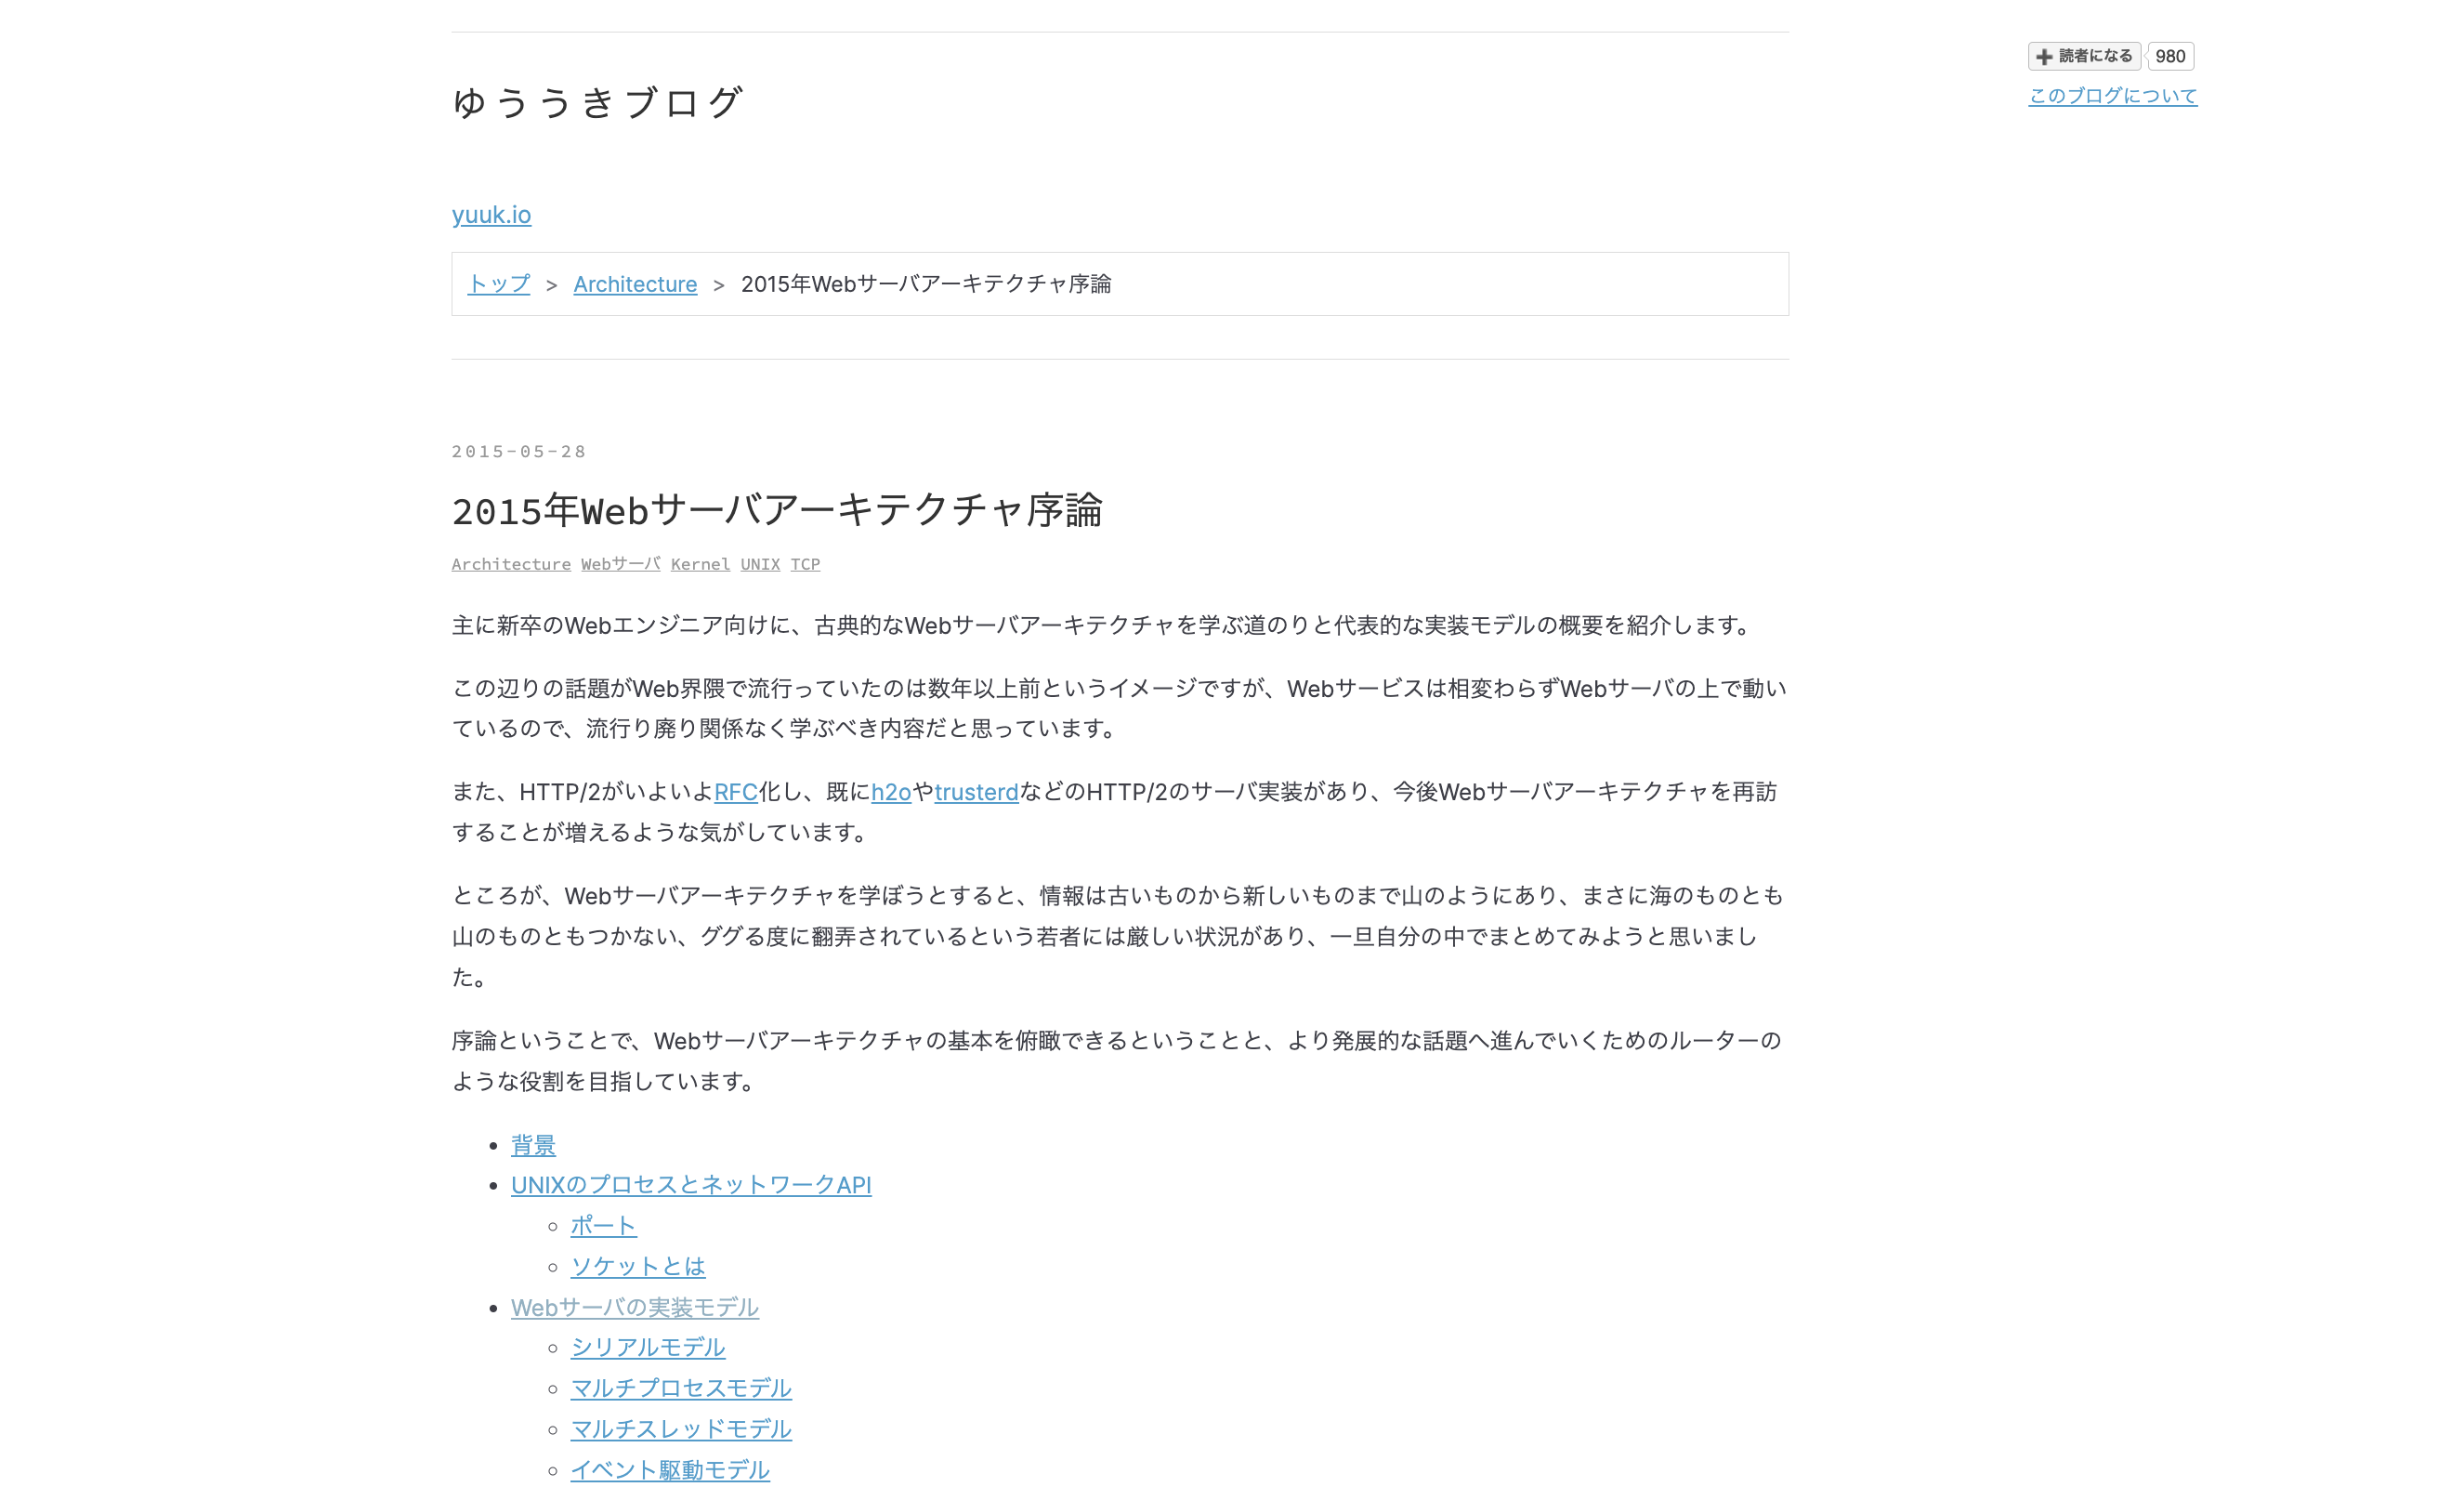 ゆううきブログ
読者になる 980
このブログについて
yuuk.io
トップ > Architecture > 2015年Webサーバアーキテクチャ序論
2015-05-28
2015年Webサーバアーキテクチャ序論
Architecture Webサーバ Kernel UNIX TCP
主に新卒のWebエンジニア向けに、古典的なWebサーバアーキテクチャを学ぶ道のりと代表的な実装モデルの概要を紹介します。
この辺りの話題がWeb界隈で流行っていたのは数年以上前というイメージですが、Webサービスは相変わらずWebサーバの上で動い
ているので、流行り廃り関係なく学ぶべき内容だと思っています。
また、HTTP/2がいよいよRFC化し、既にh2oやtrusterdなどのHTTP/2のサーバ実装があり、今後Webサーバアーキテクチャを再訪
することが増えるような気がしています。
ところが、Webサーバアーキテクチャを学ぼうとすると、情報は古いものから新しいものまで山のようにあり、まさに海のものとも
山のものともつかない、ググる度に翻弄されているという若者には厳しい状況があり、一旦自分の中でまとめてみようと思いまし
た。
序論ということで、Webサーバアーキテクチャの基本を俯瞰できるということと、より発展的な話題へ進んでいくためのルーターの
ような役割を目指しています。
背景
UNIXのプロセスとネットワークAPI
ポート
ソケットとは
Webサーバの実装モデル
シリアルモデル
マルチプロセスモデル
マルチスレッドモデル
イベント駆動モデル